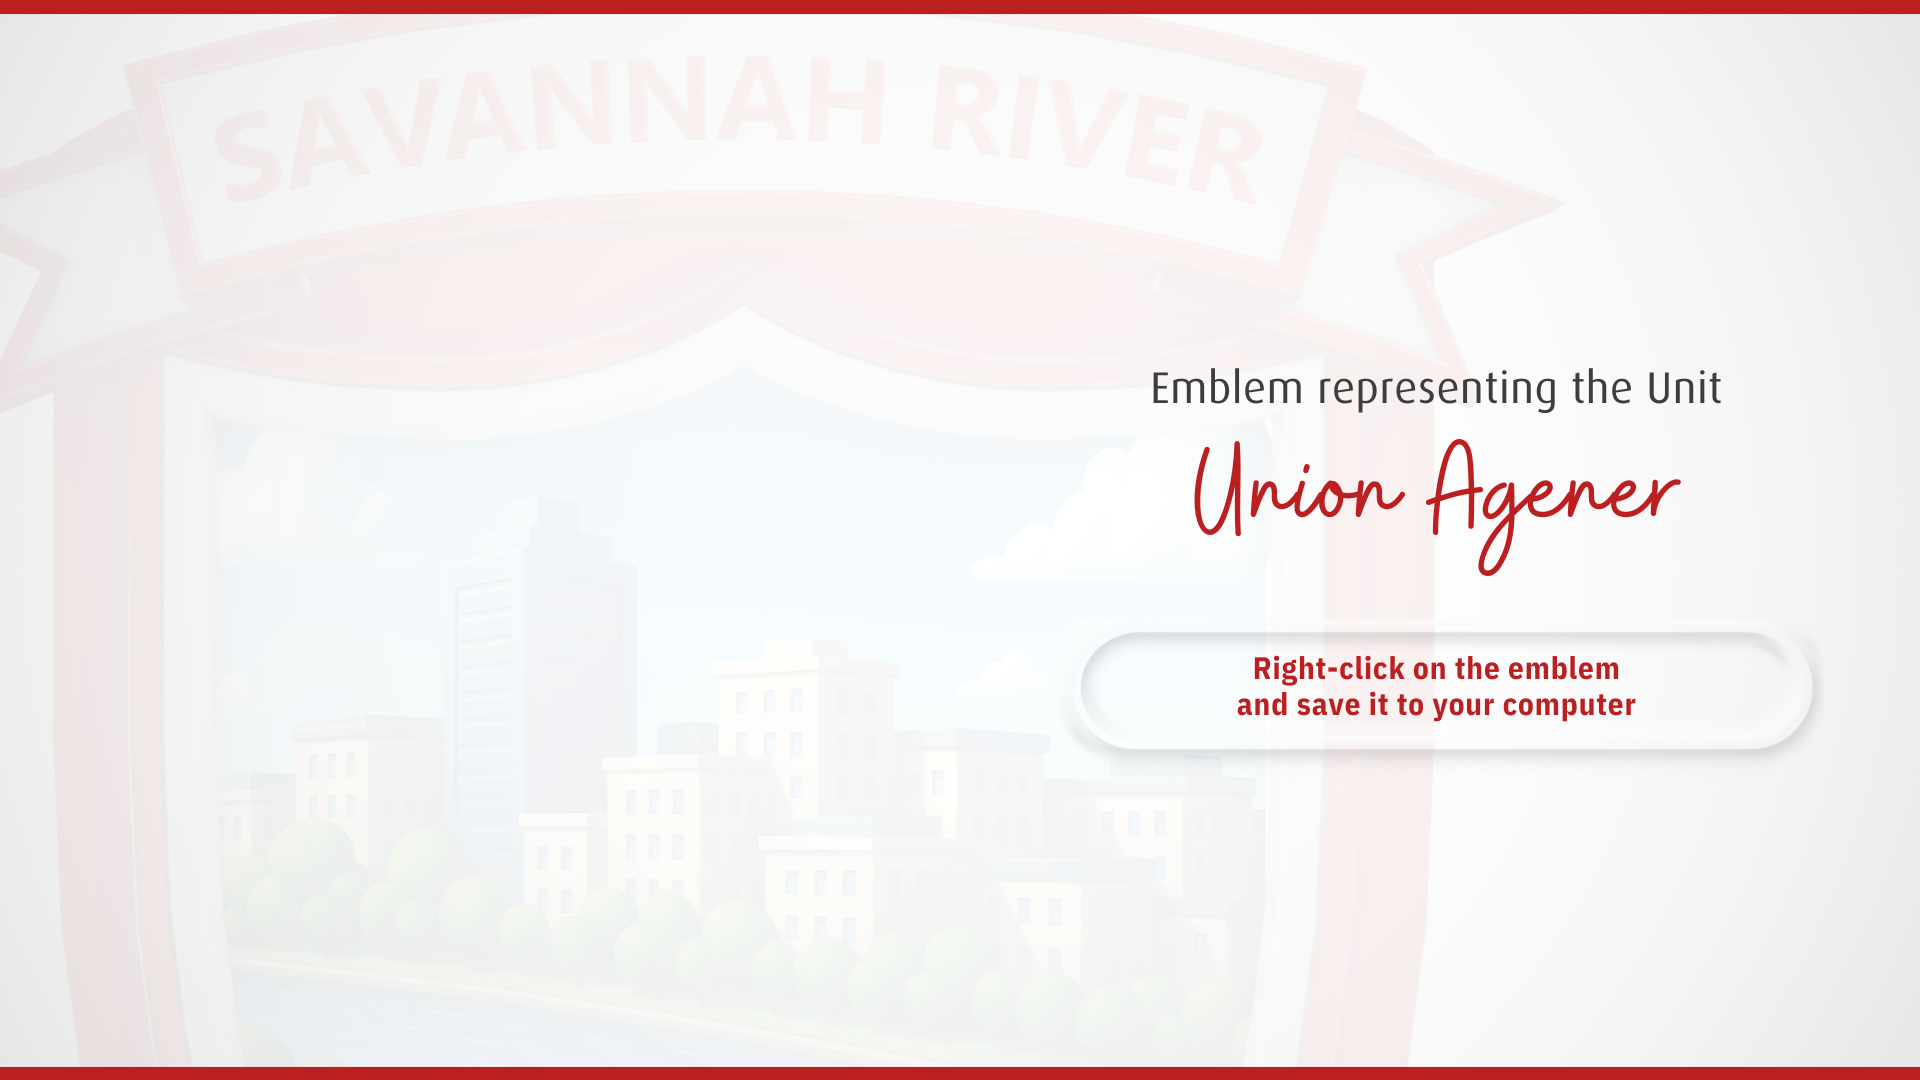 SAVANNAH RIVER
Emblem representing the Unit
Union Agener
Right-click on the emblem
and save it to your computer